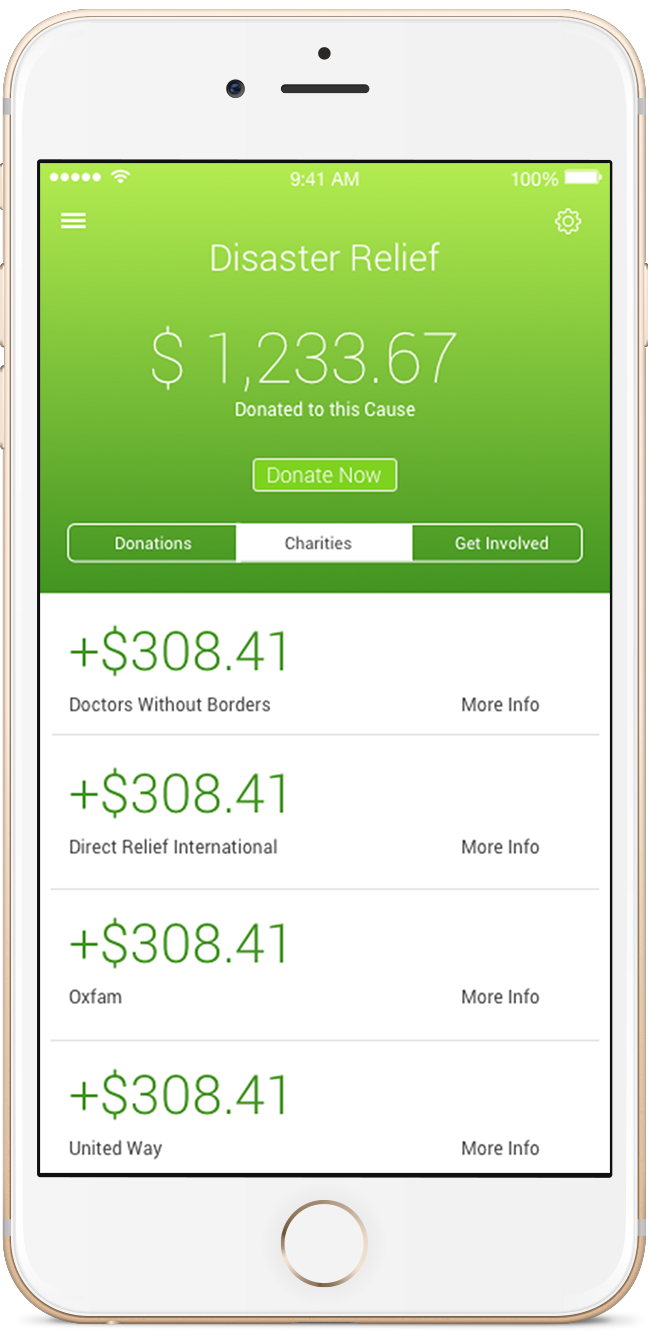 9:41 AM 100%
Disaster Relief
$ 1,233.67
Donated to this Cause
Donate Now
Donations Charities Get Involved
+$308.41
Doctors Without Borders More Info
+$308.41
Direct Relief International More Info
+$308.41
Oxfam More Info
+$308.41
United Way More Info